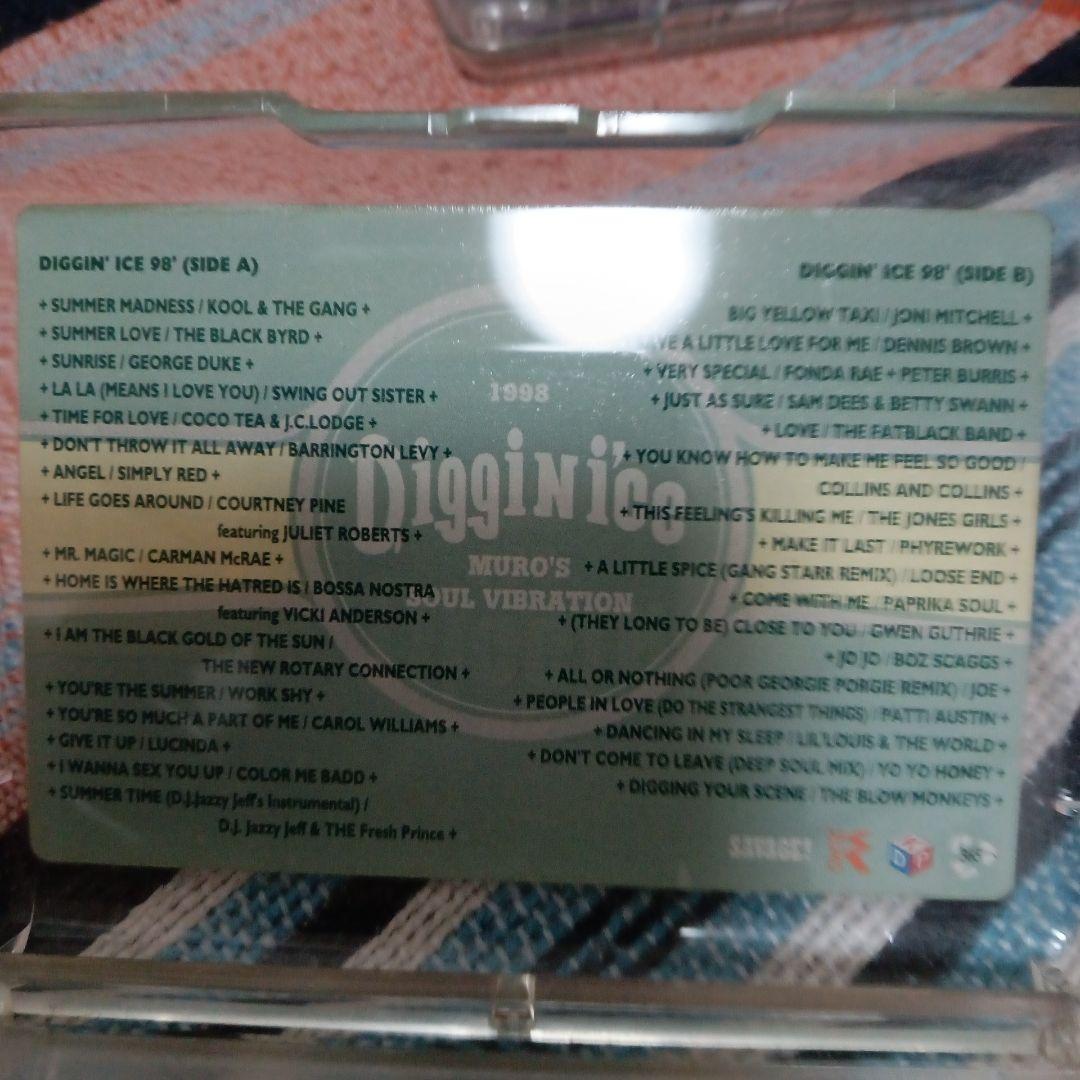 DIGGIN' ICE 98' (SIDE A)
+ SUMMER MADNESS / KOOL & THE GANG +
+ SUMMER LOVE / THE BLACK BYRD +
+ SUNRISE / GEORGE DUKE +
+ LA LA (MEANS I LOVE YOU) / SWING OUT SISTER +
+ TIME FOR LOVE / COCO TEA & J.C.LODGE +
+ DON'T THROW IT ALL AWAY / BARRINGTON LEVY +
+ ANGEL / SIMPLY RED +
+ LIFE GOES AROUND / COURTNEY PINE
featuring JULIET ROBERTS +
+ MR. MAGIC / CARMAN McRAE +
+ HOME IS WHERE THE HATRED IS / BOSSA NOSTRA
featuring VICKI ANDERSON +
+ I AM THE BLACK GOLD OF THE SUN /
THE NEW ROTARY CONNECTION +
+ YOU'RE THE SUMMER / WORK SHY +
+ YOU'RE SO MUCH A PART OF ME / CAROL WILLIAMS +
+ GIVE IT UP / LUCINDA +
+ I WANNA SEX YOU UP / COLOR ME BADD +
+ SUMMER TIME (D.J.Jazzy Jeff's Instrumental) /
D.J. Jazzy Jeff & THE Fresh Prince +
1998
Diggin ice
MURO'S
SOUL VIBRATION
DIGGIN' ICE 98' (SIDE B)
BIG YELLOW TAXI / JONI MITCHELL +
A LITTLE LOVE FOR ME / DENNIS BROWN +
+ VERY SPECIAL / FONDA RAE + PETER BURRIS +
+ JUST AS SURE / SAM DEES & BETTY SWANN +
+ LOVE / THE FATBLACK BAND +
+ YOU KNOW HOW TO MAKE ME FEEL SO GOOD /
COLLINS AND COLLINS +
+ THIS FEELING'S KILLING ME / THE JONES GIRLS +
+ MAKE IT LAST / PHYREWORK +
+ A LITTLE SPICE (GANG STARR REMIX) / LOOSE END +
+ COME WITH ME / PAPRIKA SOUL +
+ (THEY LONG TO BE) CLOSE TO YOU / GWEN GUTHRIE +
+ JO JO / BOZ SCAGGS +
+ ALL OR NOTHING (POOR GEORGIE PORGIE REMIX) / JOE +
+ PEOPLE IN LOVE (DO THE STRANGEST THINGS) / PATTI AUSTIN +
+ DANCING IN MY SLEEP / LIL'LOUIS & THE WORLD +
+ DON'T COME TO LEAVE (DEEP SOUL MIX) / YO YO HONEY +
+ DIGGING YOUR SCENE / THE BLOW MONKEYS +
SAVAGE!